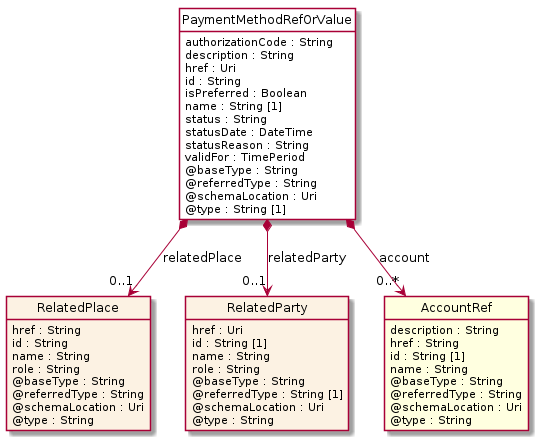 PaymentMethodRefOrValue
authorizationCode : String
description : String
href : Uri
id : String
isPreferred : Boolean
name : String [1]
status : String
statusDate : DateTime
statusReason : String
validFor : TimePeriod
@baseType : String
@referredType : String
@schemaLocation : Uri
@type : String [1]
relatedPlace
relatedParty
account
0..1
0..1
0..*
RelatedPlace
href : String
id : String
name : String
role : String
@baseType : String
@referredType : String
@schemaLocation : Uri
@type : String
RelatedParty
href : Uri
id : String [1]
name : String
role : String
@baseType : String
@referredType : String [1]
@schemaLocation : Uri
@type : String
AccountRef
description : String
href : String
id : String [1]
name : String
@baseType : String
@referredType : String
@schemaLocation : Uri
@type : String